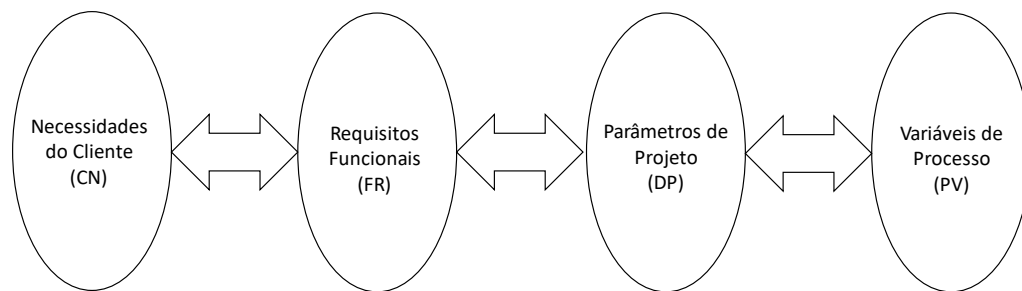 Necessidades
do Cliente
(CN)
Requisitos
Funcionais
(FR)
Parâmetros de
Projeto
(DP)
Variáveis de
Processo
(PV)